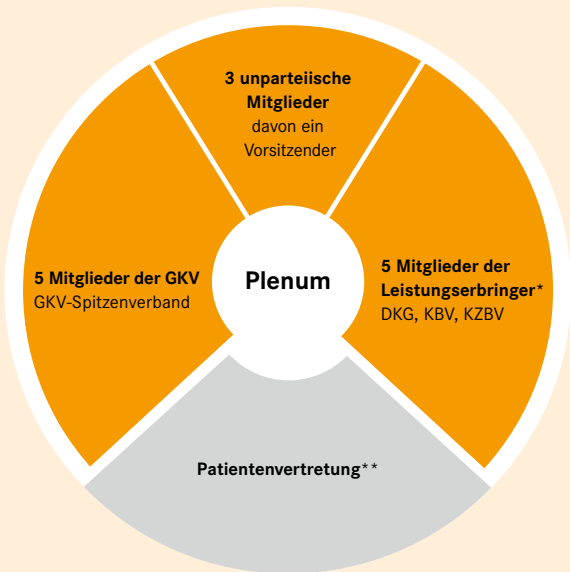 3 unparteiische
Mitglieder
davon ein
Vorsitzender
5 Mitglieder der GKV
GKV-Spitzenverband
Plenum
5 Mitglieder der
Leistungserbringer*
DKG, KBV, KZBV
Patientenvertretung**